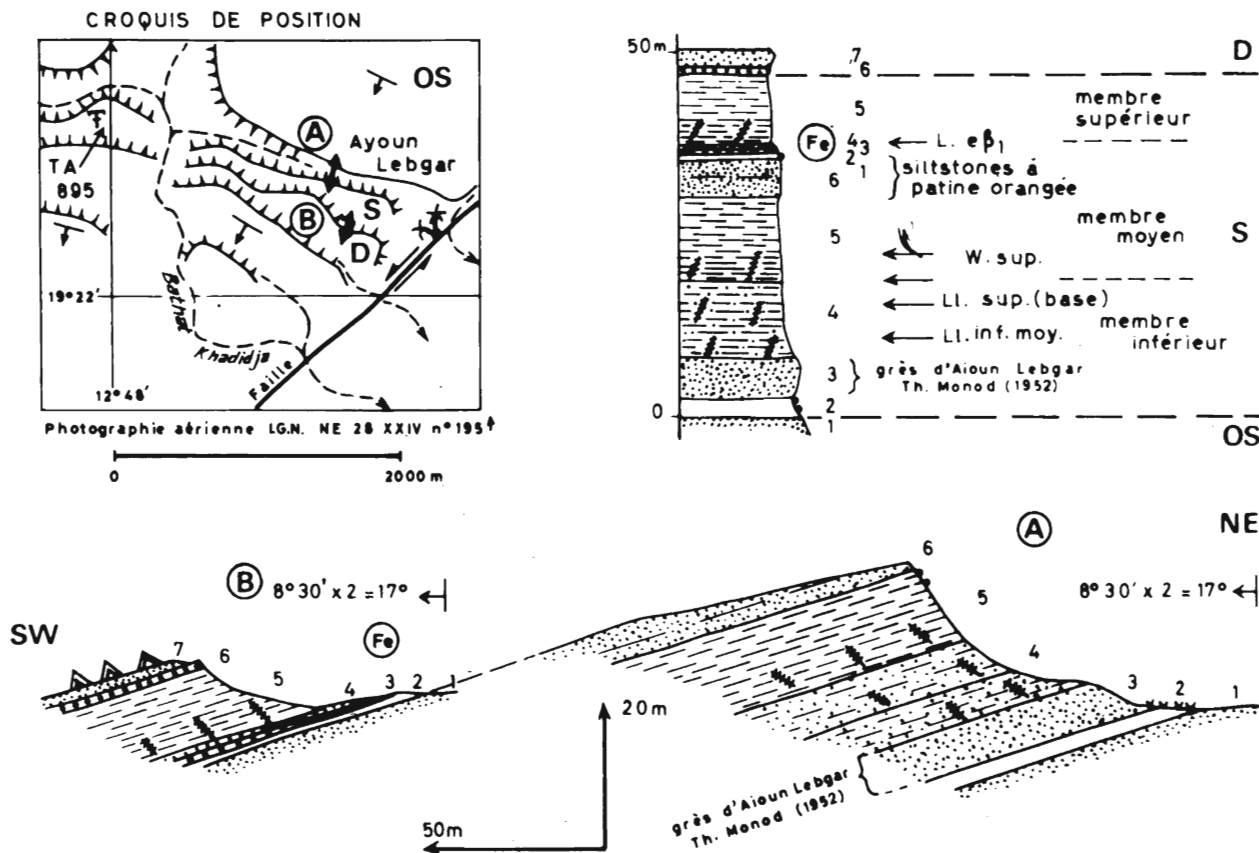 CROQUIS DE POSITION
OS
A
Ayoun
Lebgar
F
TA
895
B
S
D
19°22'
Bathat
Khadidja
Faille
12°48'
Photographie aérienne I.G.N. NE 28 XXIV n°195
0 2000 m
50m
7
6
D
5
membre
supérieur
Fe
4
3
L. eβ1
2
1
siltstones à
patine orangée
6
5
membre
moyen
S
W. sup.
4
Ll. sup. (base)
Ll. inf. moy.
membre
inférieur
3
grès d'Aioun Lebgar
Th. Monod (1952)
2
0
1
OS
B 8°30' x 2 = 17°
SW
Fe
7 6 5 4 3 2 1
A
NE
8°30' x 2 = 17°
6
5
4
3 2 1
20m
50m
grès d'Aioun Lebgar
Th. Monod (1952)